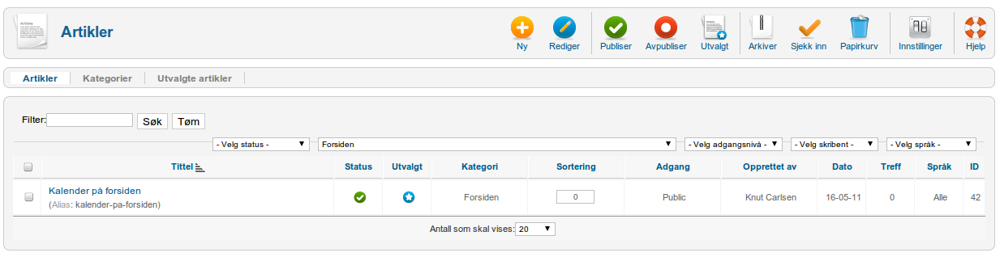 Artikler
Ny Rediger Publiser Avpubliser Utvalgt Arkiver Sjekk inn Papirkurv Innstillinger Hjelp
Artikler Kategorier Utvalgte artikler
Filter: Søk Tøm
- Velg status - Forsiden - Velg adgangsnivå - - Velg skribent - - Velg språk -
Tittel Status Utvalgt Kategori Sortering Adgang Opprettet av Dato Treff Språk ID
Kalender på forsiden Forsiden 0 Public Knut Carlsen 16-05-11 0 Alle 42
(Alias: kalender-pa-forsiden)
Antall som skal vises: 20